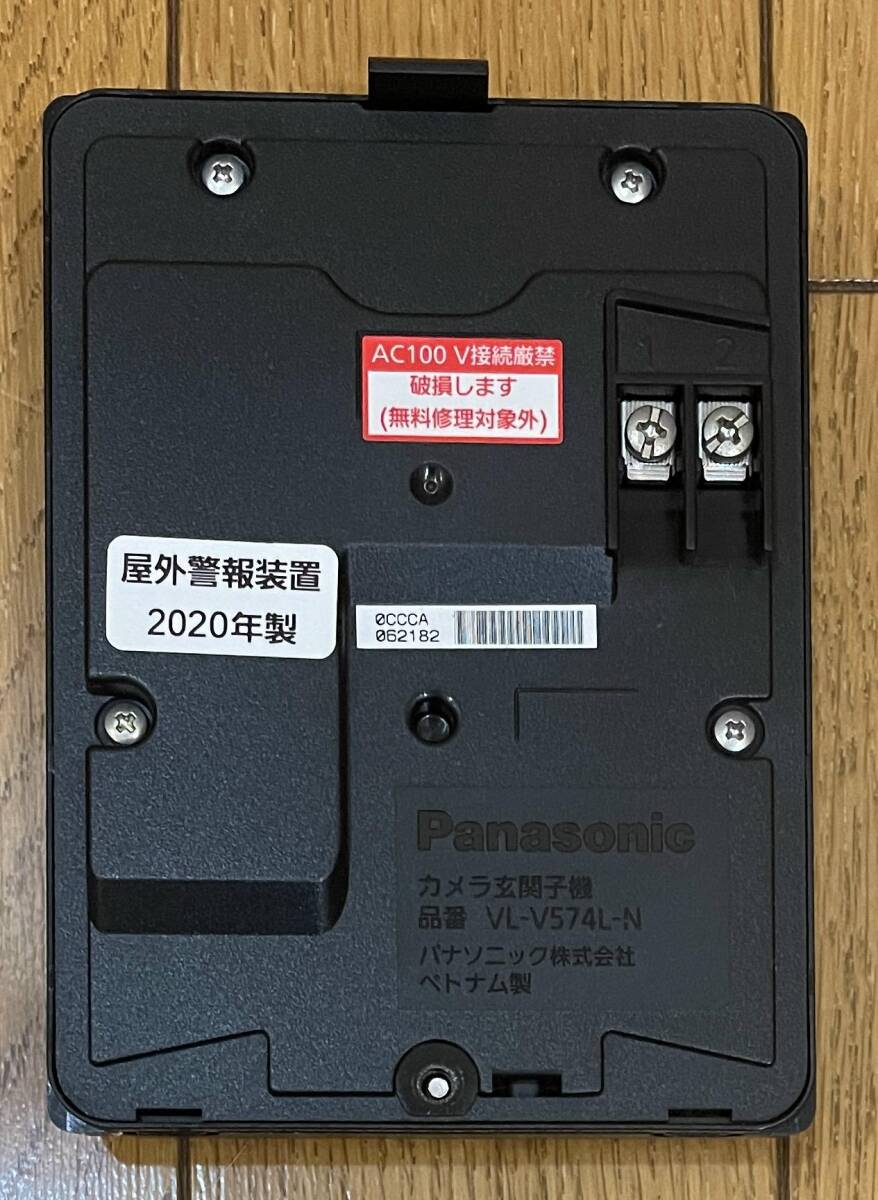 1 2
AC100 V接続厳禁
破損します
(無料修理対象外)
屋外警報装置
2020年製
0CCCA
062182
Panasonic
カメラ玄関子機
品番 VL-V574L-N
パナソニック株式会社
ベトナム製